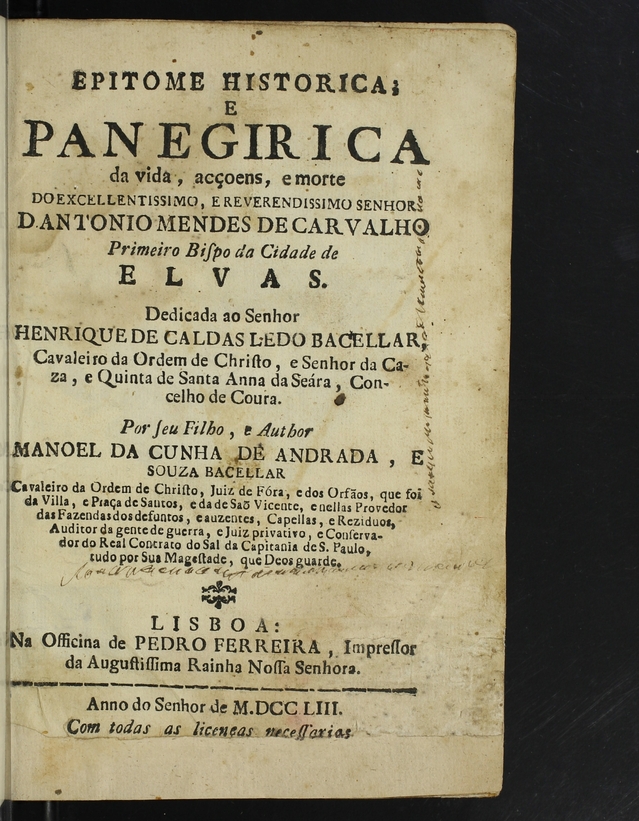 EPITOME HISTORICA;
E
PANEGIRICA
da vida, acçoens, e morte
DO EXCELLENTISSIMO, E REVERENDISSIMO SENHOR
D. ANTONIO MENDES DE CARVALHO
Primeiro Biſpo da Cidade de
ELVAS.
Dedicada ao Senhor
HENRIQUE DE CALDAS LEDO BACELLAR,
Cavaleiro da Ordem de Chriſto, e Senhor da Ca-
za, e Quinta de Santa Anna da Seára, Con-
celho de Coura.
Por ſeu Filho, e Author
MANOEL DA CUNHA DE ANDRADA, E
SOUZA BACELLAR
Cavaleiro da Ordem de Chriſto, Juiz de Fóra, e dos Orfãos, que foi
da Villa, e Praça de Santos, e da de Saõ Vicente, e nellas Provedor
das Fazendas dos defuntos, e auzentes, Capellas, e Reziduos,
Auditor da gente de guerra, e Juiz privativo, e Conſerva-
dor do Real Contrato do Sal da Capitania de S. Paulo,
tudo por Sua Mageſtade, que Deos guarde.
LISBOA:
Na Officina de PEDRO FERREIRA, Impreſſor
da Auguſtiſſima Rainha Noſſa Senhora.
Anno do Senhor de M.DCC LIII.
Com todas as licenças neceſſarias